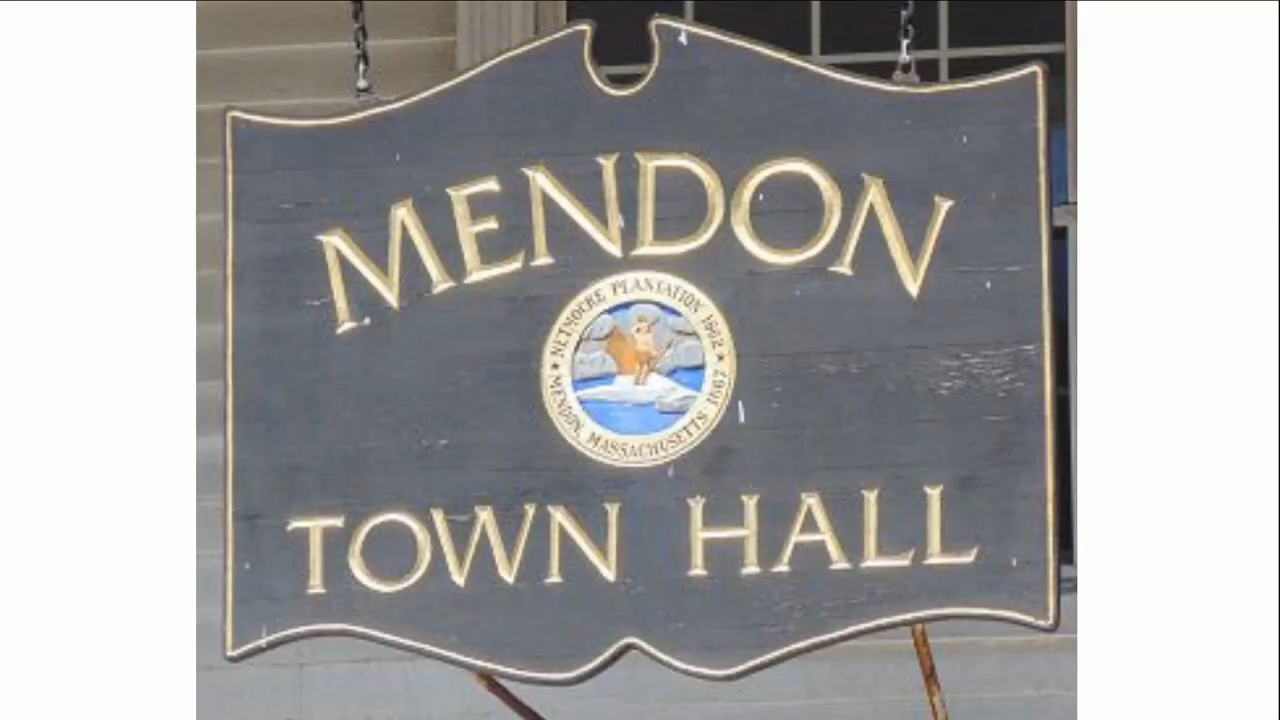 MENDON
NETMOCKE PLANTATION 1662
MENDON, MASSACHUSETTS 1667
TOWN HALL